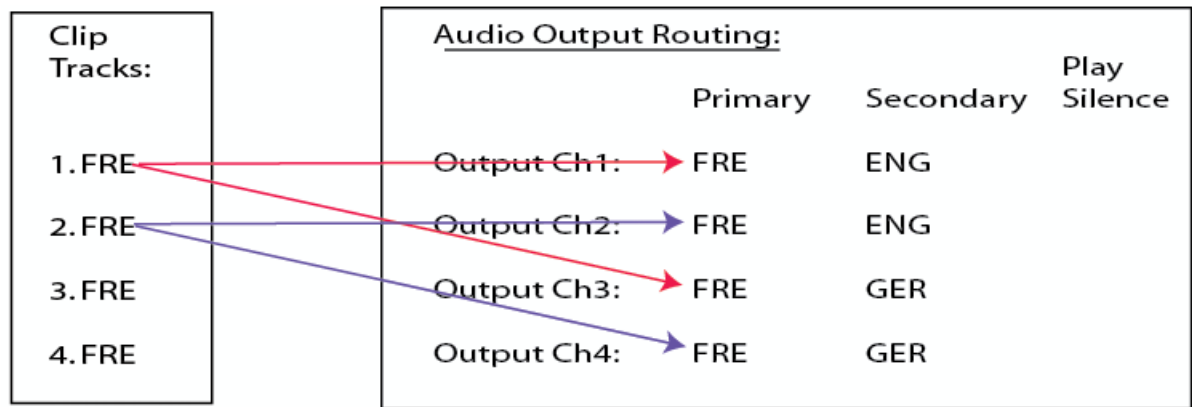 Clip
Tracks:
1. FRE
2. FRE
3. FRE
4. FRE
Audio Output Routing:
Primary Secondary Play Silence
Output Ch1: FRE ENG
Output Ch2: FRE ENG
Output Ch3: FRE GER
Output Ch4: FRE GER